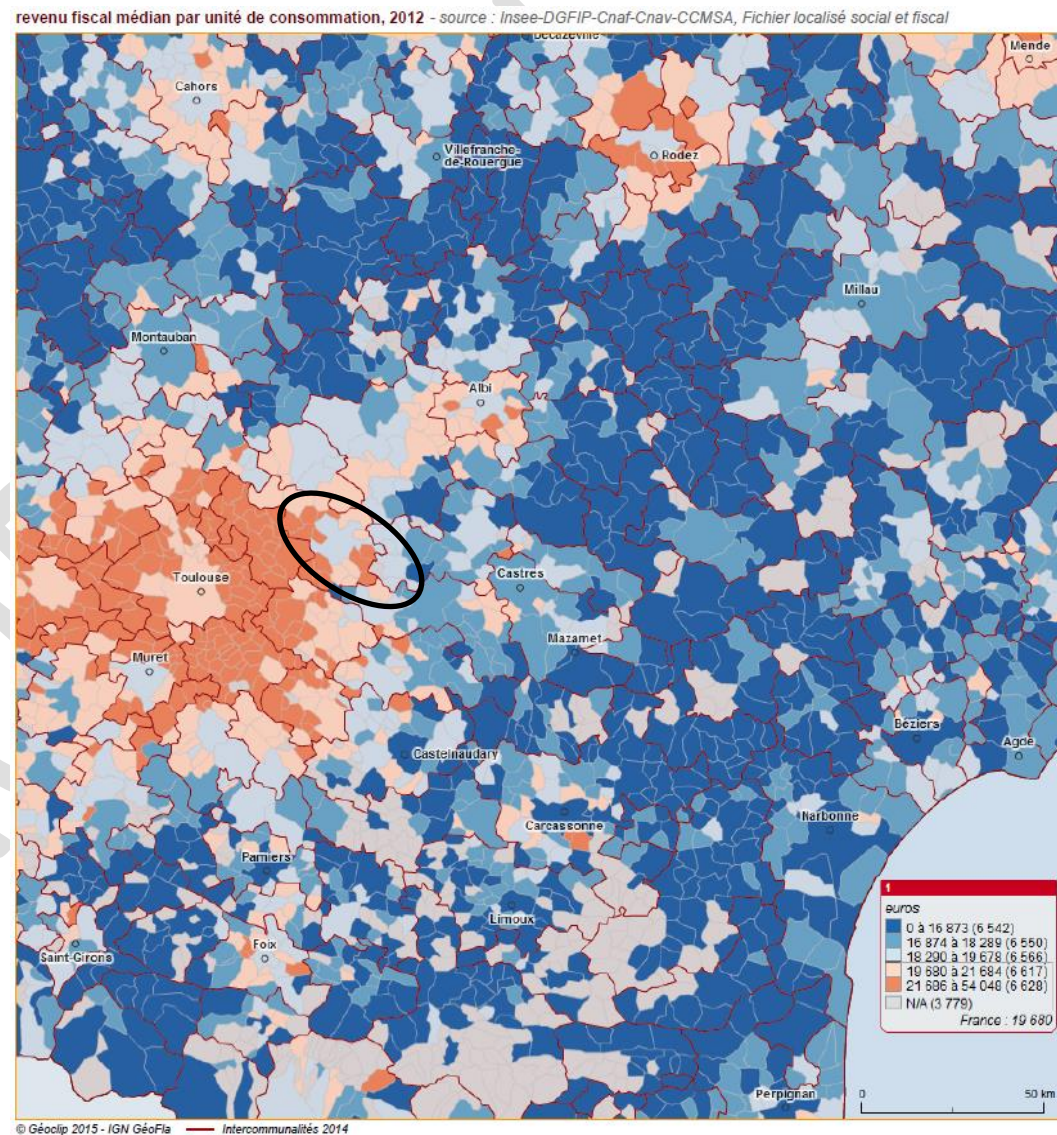 revenu fiscal médian par unité de consommation, 2012 - source : Insee-DGFIP-Cnaf-Cnav-CCMSA, Fichier localisé social et fiscal
Decazeville
Mende
Cahors
Villefranche-
de-Rouergue
Rodez
Millau
Montauban
Albi
Toulouse
Castres
Mazamet
Muret
Béziers
Agde
Castelnaudary
Carcassonne
Narbonne
Pamiers
Limoux
Foix
Saint-Girons
Perpignan
1
euros
0 à 16 873 (6 542)
16 874 à 18 289 (6 550)
18 290 à 19 678 (6 566)
19 680 à 21 684 (6 617)
21 686 à 54 048 (6 628)
N/A (3 779)
France : 19 680
0 50 km
© Géoclip 2015 - IGN GéoFla Intercommunalités 2014